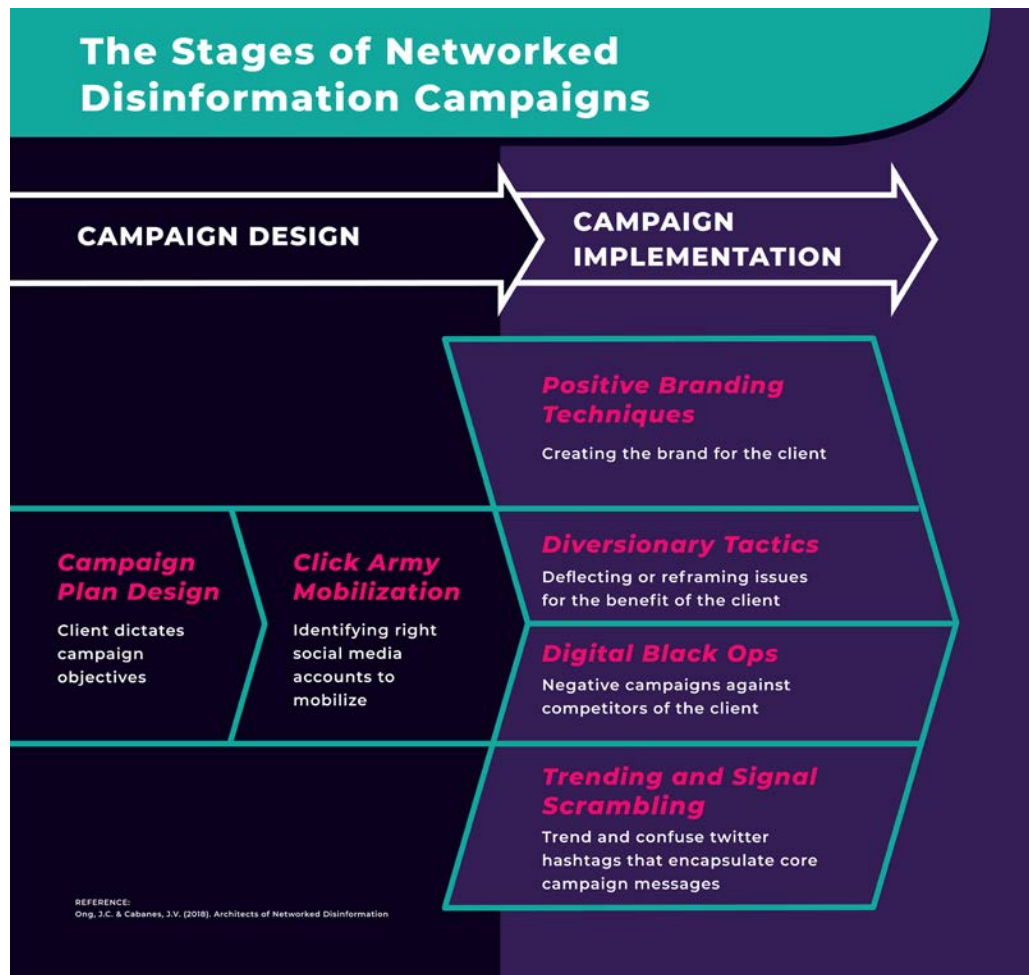 The Stages of Networked
Disinformation Campaigns
CAMPAIGN DESIGN
CAMPAIGN
IMPLEMENTATION
Positive Branding
Techniques
Creating the brand for the client
Campaign
Plan Design
Client dictates
campaign
objectives
Click Army
Mobilization
Identifying right
social media
accounts to
mobilize
Diversionary Tactics
Deflecting or reframing issues
for the benefit of the client
Digital Black Ops
Negative campaigns against
competitors of the client
Trending and Signal
Scrambling
Trend and confuse twitter
hashtags that encapsulate core
campaign messages
REFERENCE:
Ong, J.C. & Cabanes, J.V. (2018). Architects of Networked Disinformation